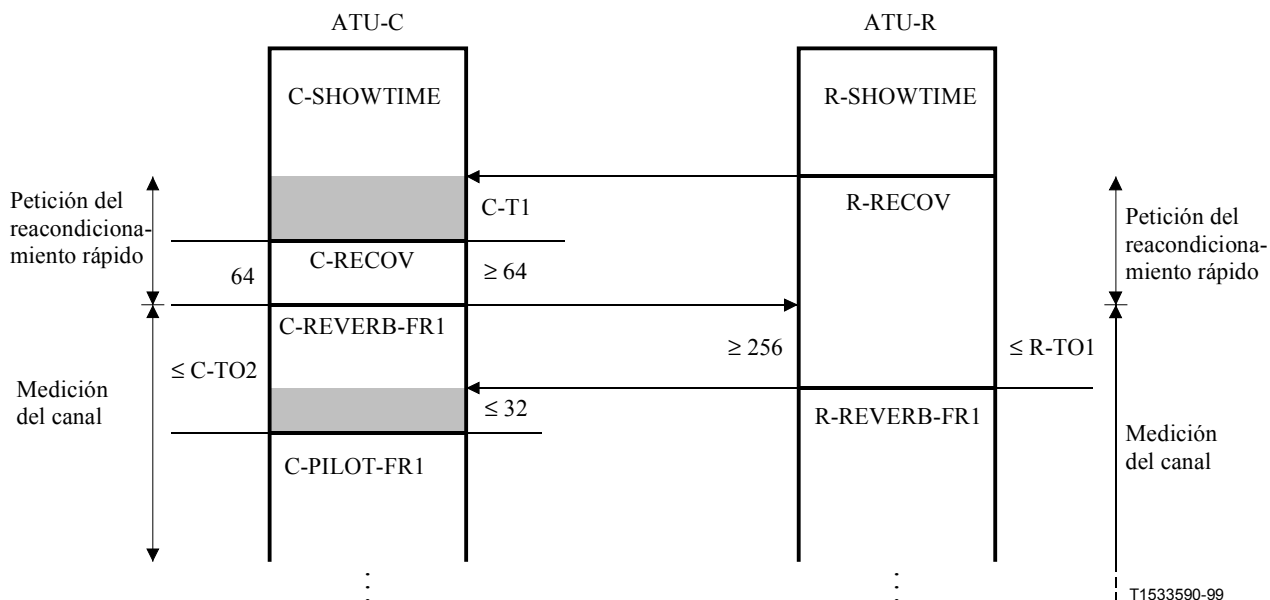 ATU-C
ATU-R
C-SHOWTIME
R-SHOWTIME
Petición del
reacondiciona-
miento rápido
C-T1
R-RECOV
Petición del
reacondiciona-
miento rápido
64
C-RECOV
≥ 64
C-REVERB-FR1
≤ C-TO2
≥ 256
≤ R-TO1
Medición
del canal
≤ 32
R-REVERB-FR1
Medición
del canal
C-PILOT-FR1
T1533590-99